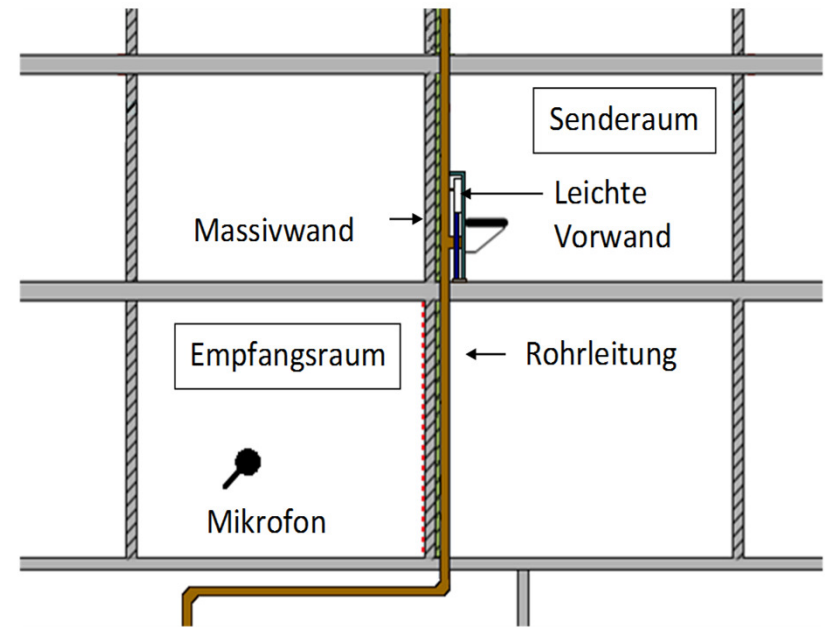 Senderaum
Leichte
Vorwand
Massivwand
Empfangsraum
Rohrleitung
Mikrofon